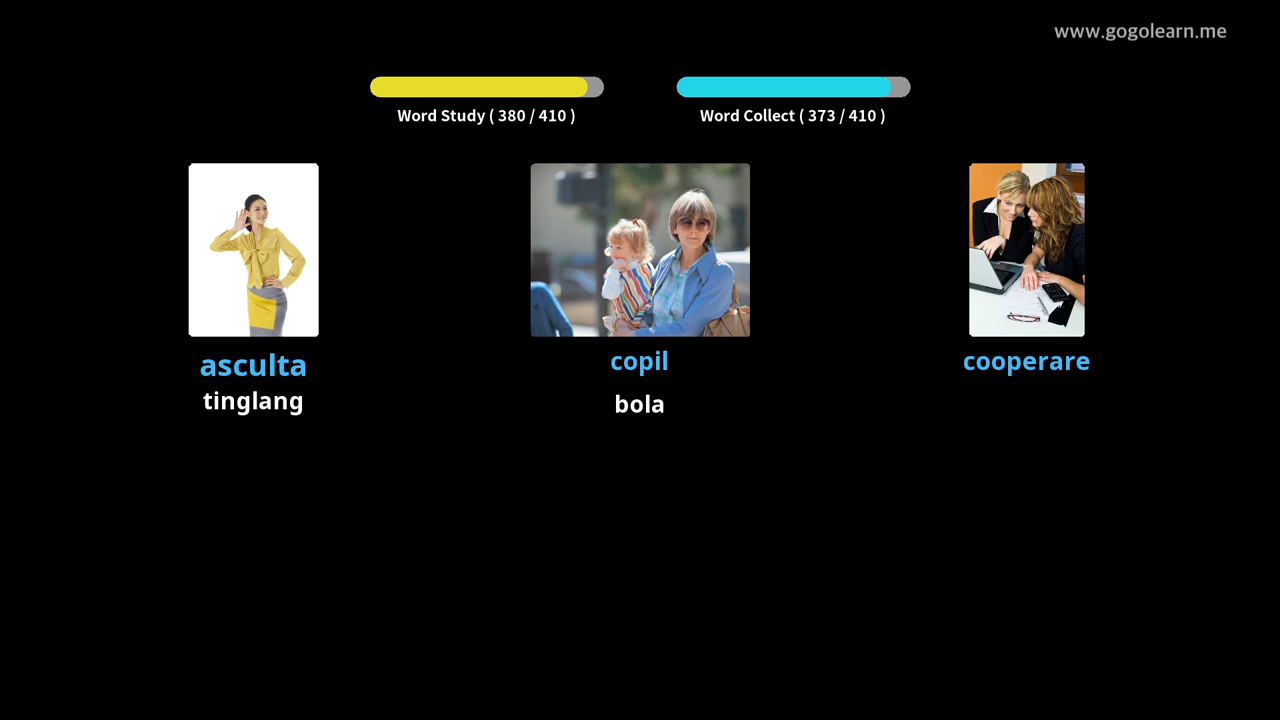 www.gogolearn.me
Word Study ( 380 / 410 )
Word Collect ( 373 / 410 )
asculta
tinglang
copil
bola
cooperare